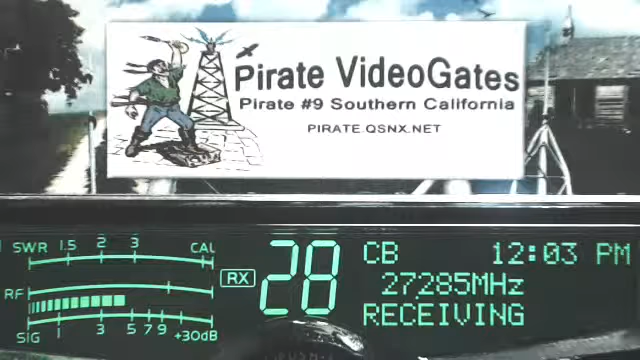 Pirate VideoGates
Pirate #9 Southern California
PIRATE.QSNX.NET
SWR 1.5 2 3 CAL
RF
SIG 1 3 5 7 9 +30dB
RX
28
CB 12:03 PM
27285MHz
RECEIVING